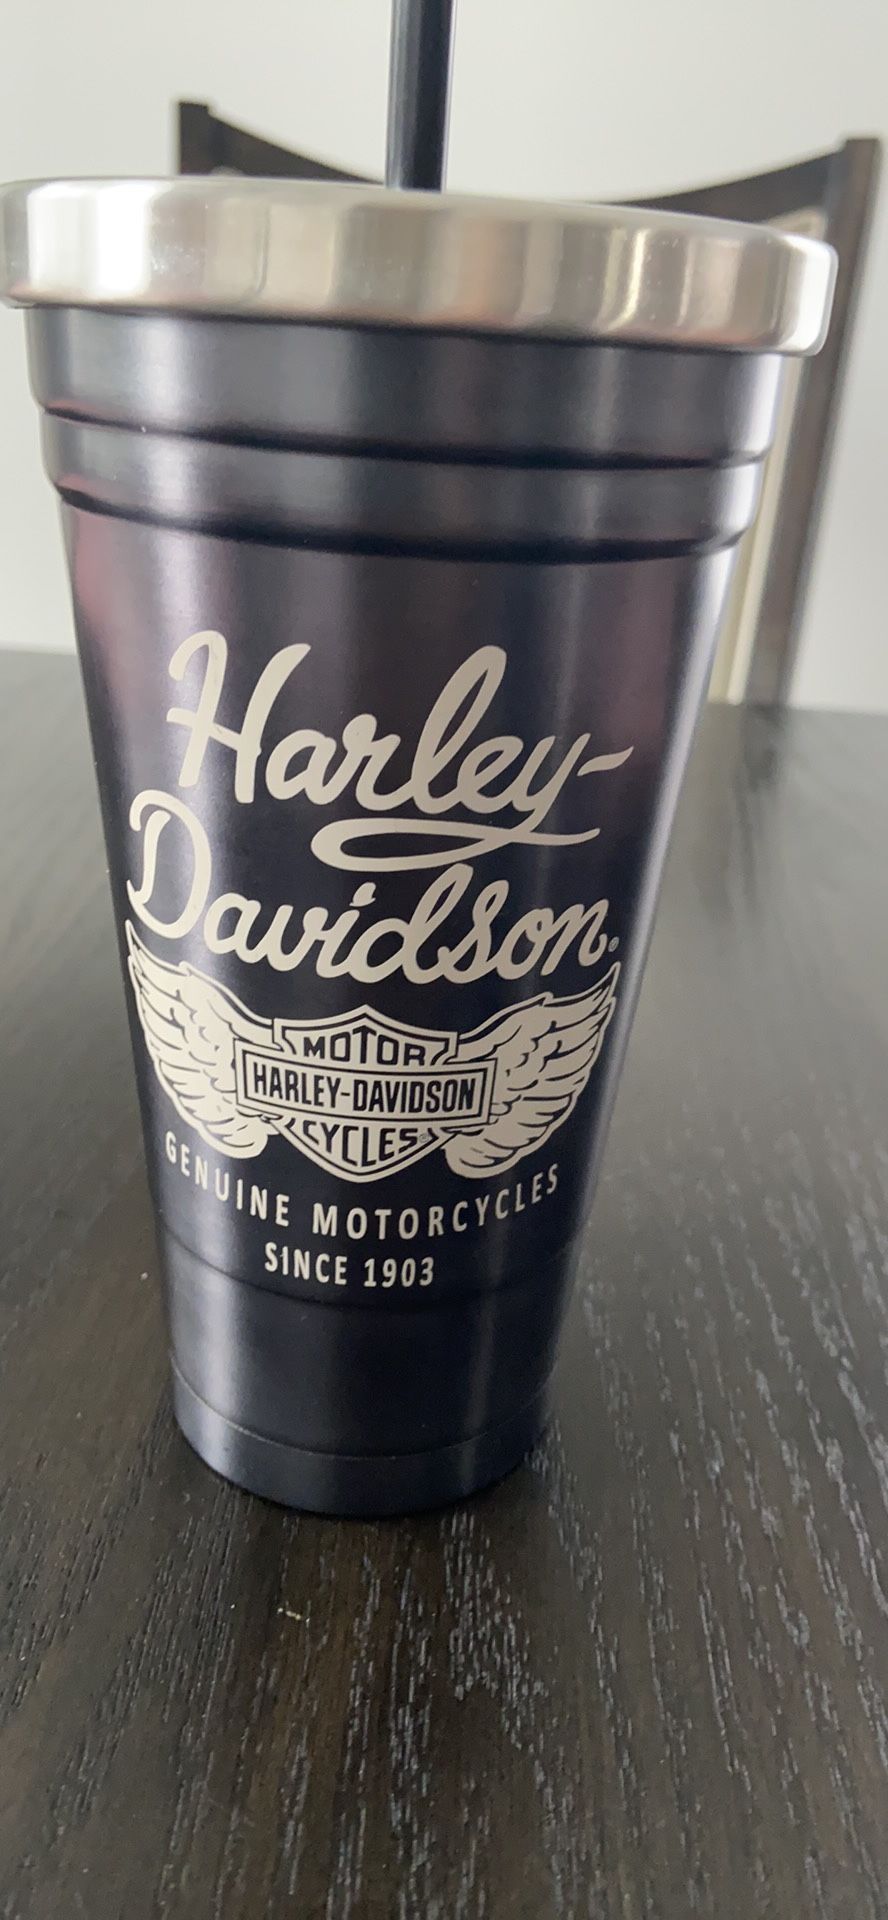 Harley-
Davidson®
MOTOR
HARLEY-DAVIDSON
CYCLES®
GENUINE MOTORCYCLES
SINCE 1903